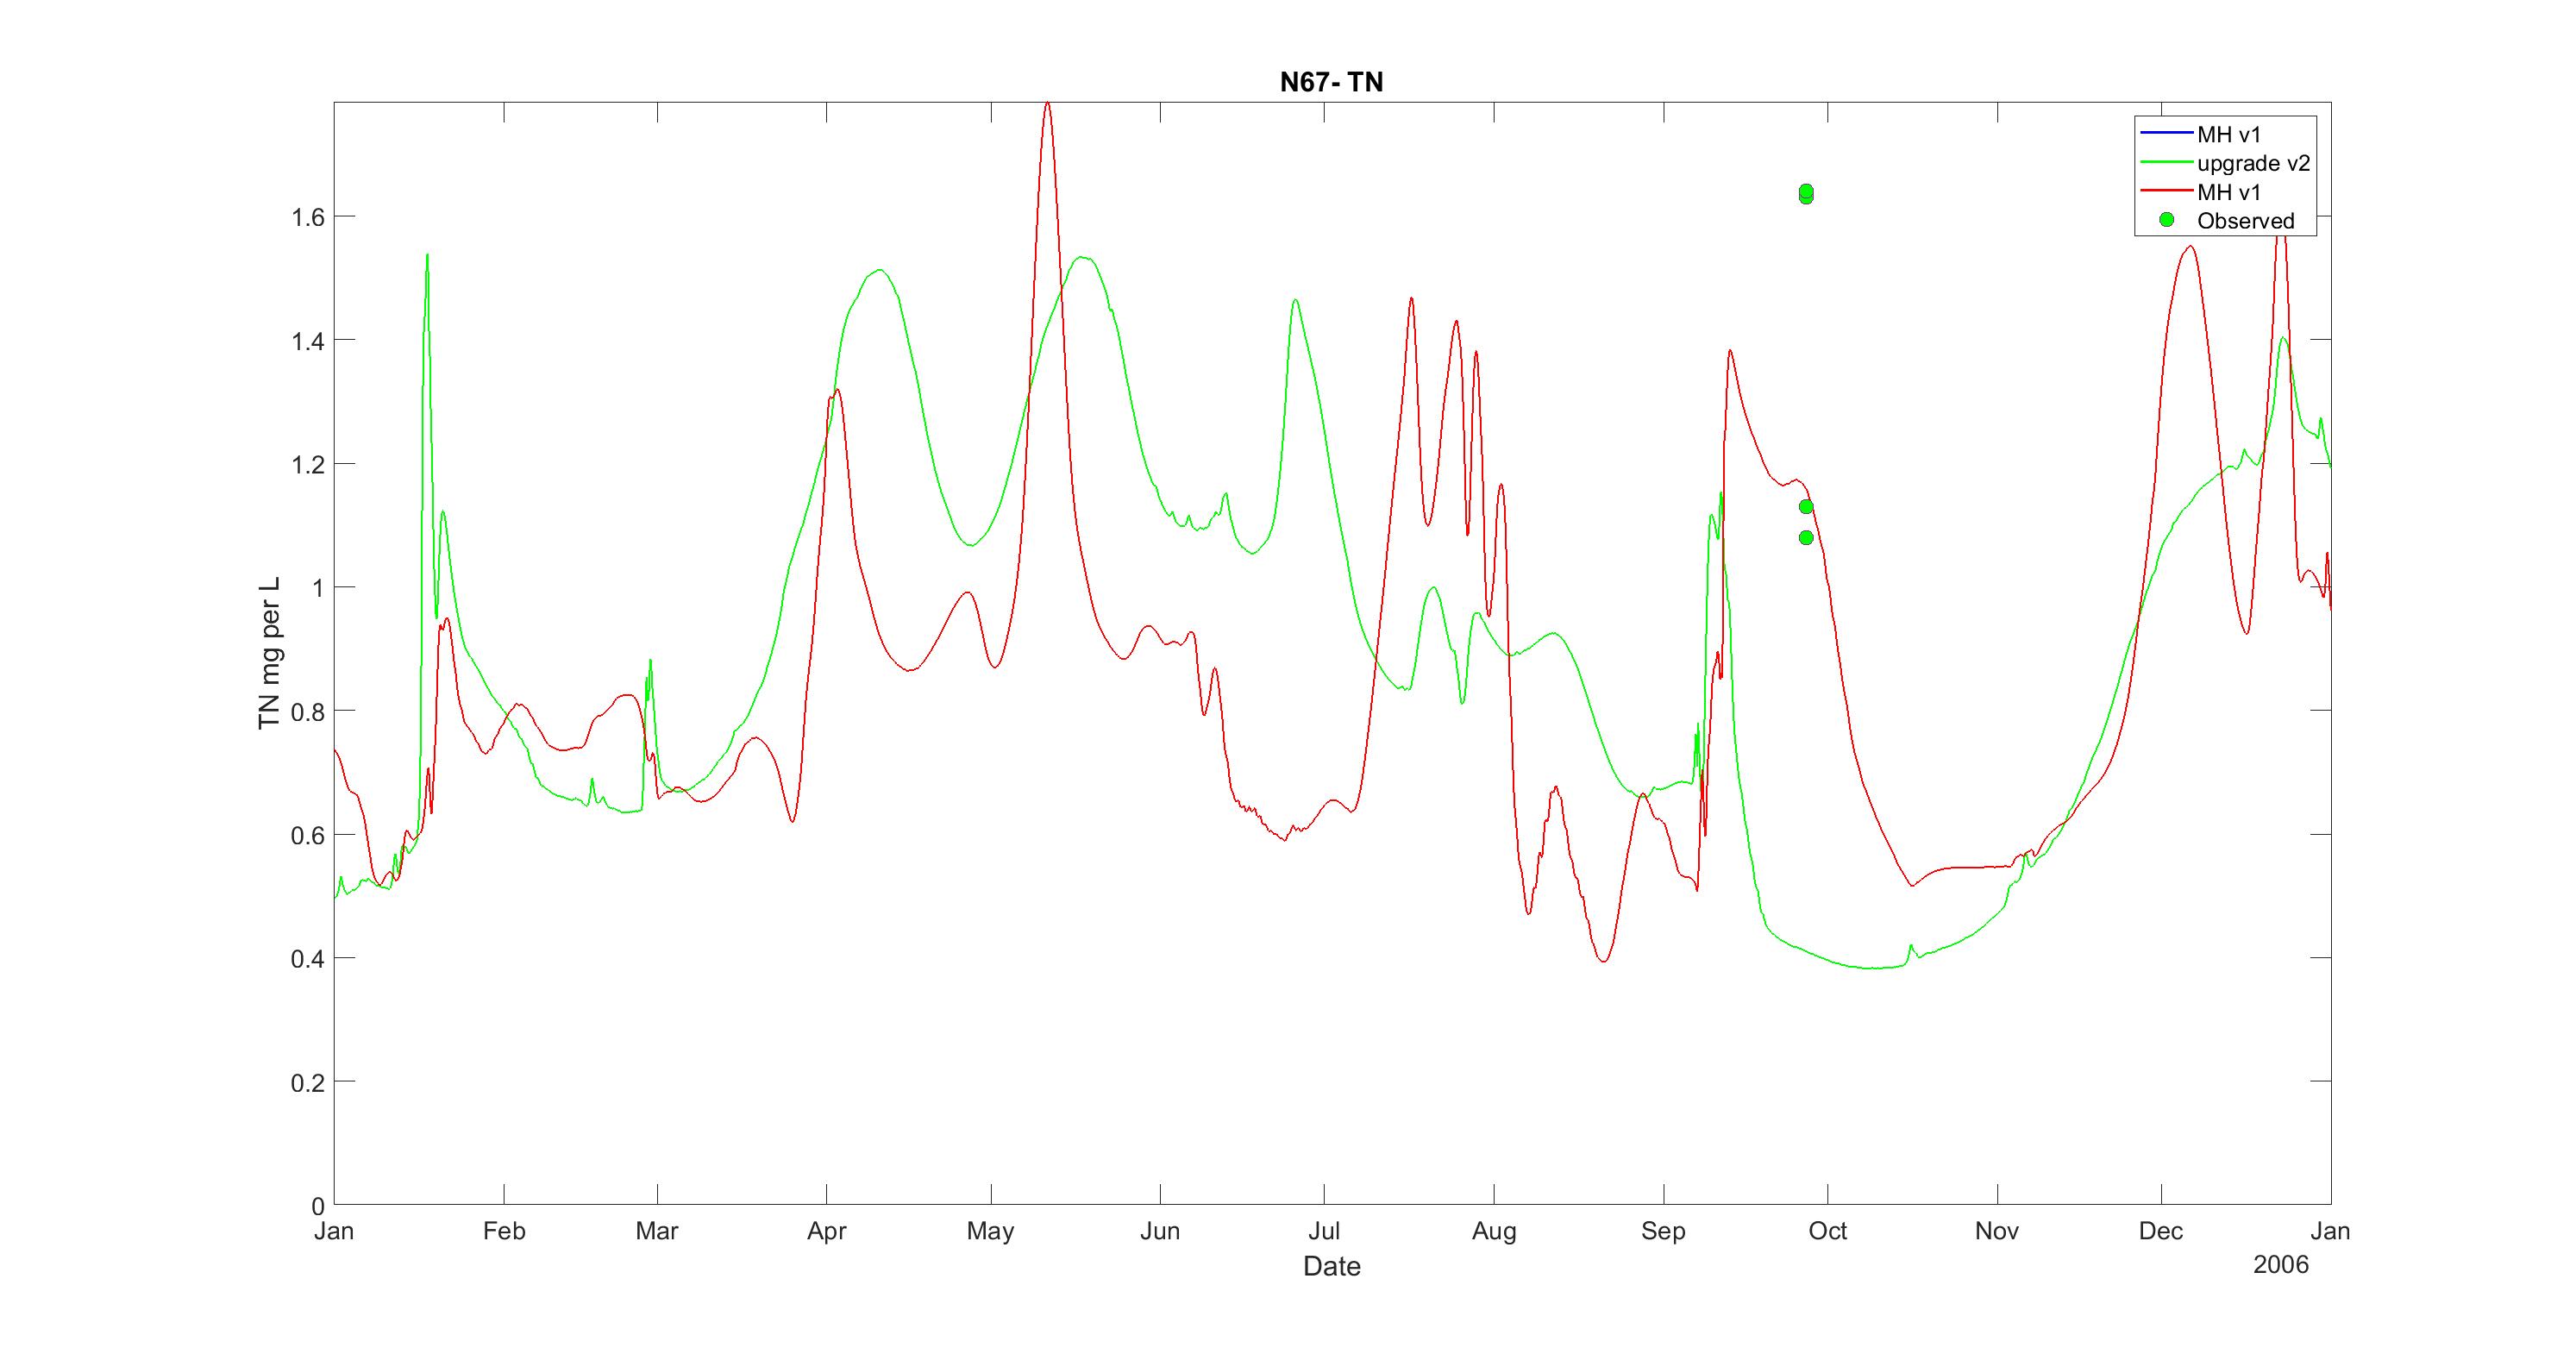 N67- TN
MH v1
upgrade v2
MH v1
Observed
TN mg per L
1.6
1.4
1.2
1
0.8
0.6
0.4
0.2
0
Jan Feb Mar Apr May Jun Jul Aug Sep Oct Nov Dec Jan
Date
2006